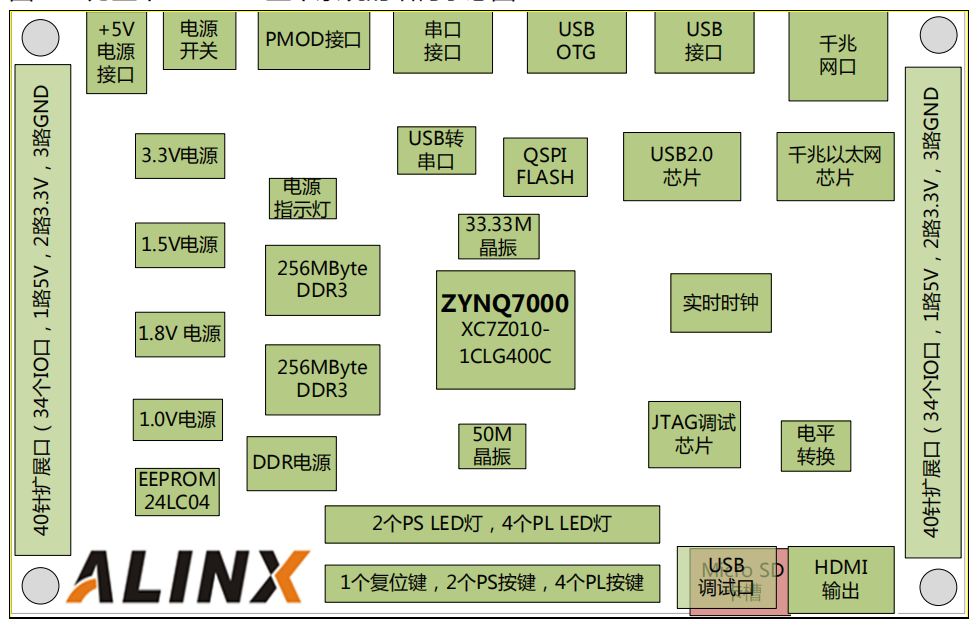 +5V
电源
接口
电源
开关
PMOD接口
串口
接口
USB
OTG
USB
接口
千兆
网口
40针扩展口（34个IO口，1路5V，2路3.3V，3路GND
3.3V电源
USB转
串口
QSPI
FLASH
USB2.0
芯片
千兆以太网
芯片
电源
指示灯
33.33M
晶振
1.5V电源
256MByte
DDR3
ZYNQ7000
XC7Z010-
1CLG400C
实时时钟
1.8V 电源
256MByte
DDR3
1.0V电源
DDR电源
50M
晶振
JTAG调试
芯片
电平
转换
EEPROM
24LC04
2个PS LED灯，4个PL LED灯
ALINX
1个复位键，2个PS按键，4个PL按键
USB
调试口
Micro SD
卡槽
HDMI
输出
40针扩展口（34个IO口，1路5V，2路3.3V，3路GND